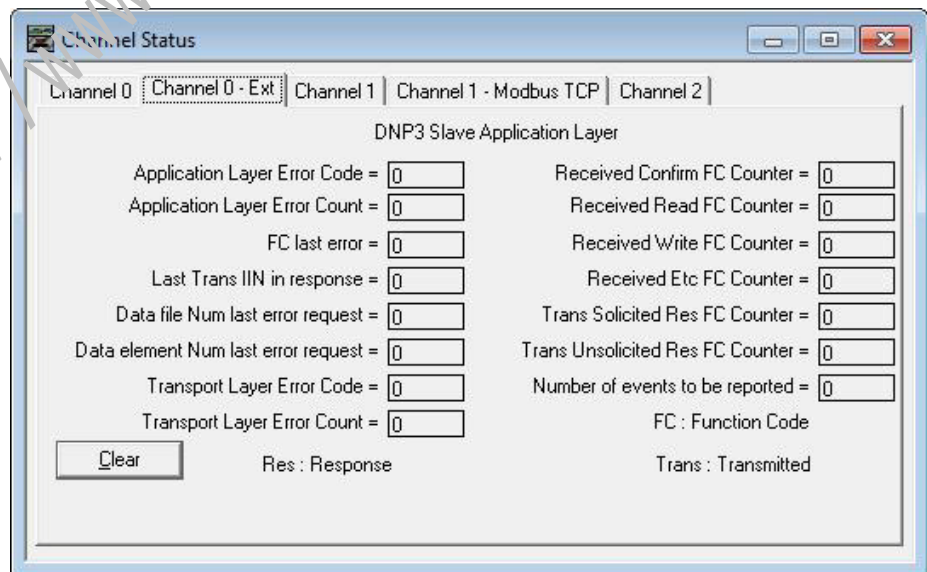 Channel Status
Channel 0 Channel 0 - Ext Channel 1 Channel 1 - Modbus TCP Channel 2
DNP3 Slave Application Layer
Application Layer Error Code = 0 Received Confirm FC Counter = 0
Application Layer Error Count = 0 Received Read FC Counter = 0
FC last error = 0 Received Write FC Counter = 0
Last Trans IIN in response = 0 Received Etc FC Counter = 0
Data file Num last error request = 0 Trans Solicited Res FC Counter = 0
Data element Num last error request = 0 Trans Unsolicited Res FC Counter = 0
Transport Layer Error Code = 0 Number of events to be reported = 0
Transport Layer Error Count = 0 FC : Function Code
Clear Res : Response Trans : Transmitted
/www